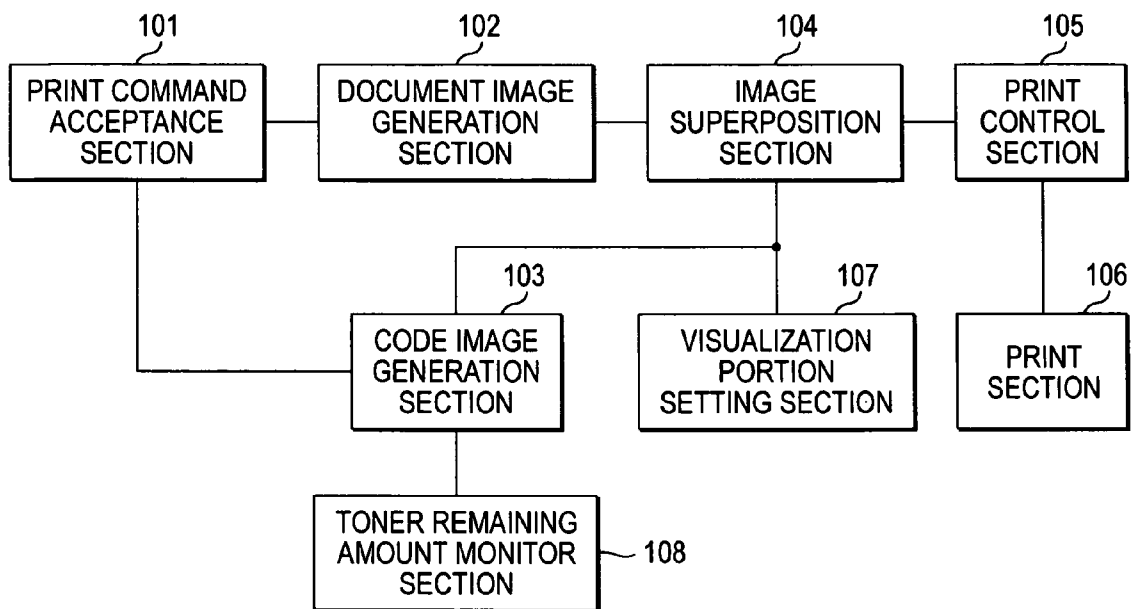 101
PRINT COMMAND
ACCEPTANCE
SECTION
102
DOCUMENT IMAGE
GENERATION
SECTION
104
IMAGE
SUPERPOSITION
SECTION
105
PRINT
CONTROL
SECTION
103
CODE IMAGE
GENERATION
SECTION
107
VISUALIZATION
PORTION
SETTING SECTION
106
PRINT
SECTION
TONER REMAINING
AMOUNT MONITOR
SECTION
108